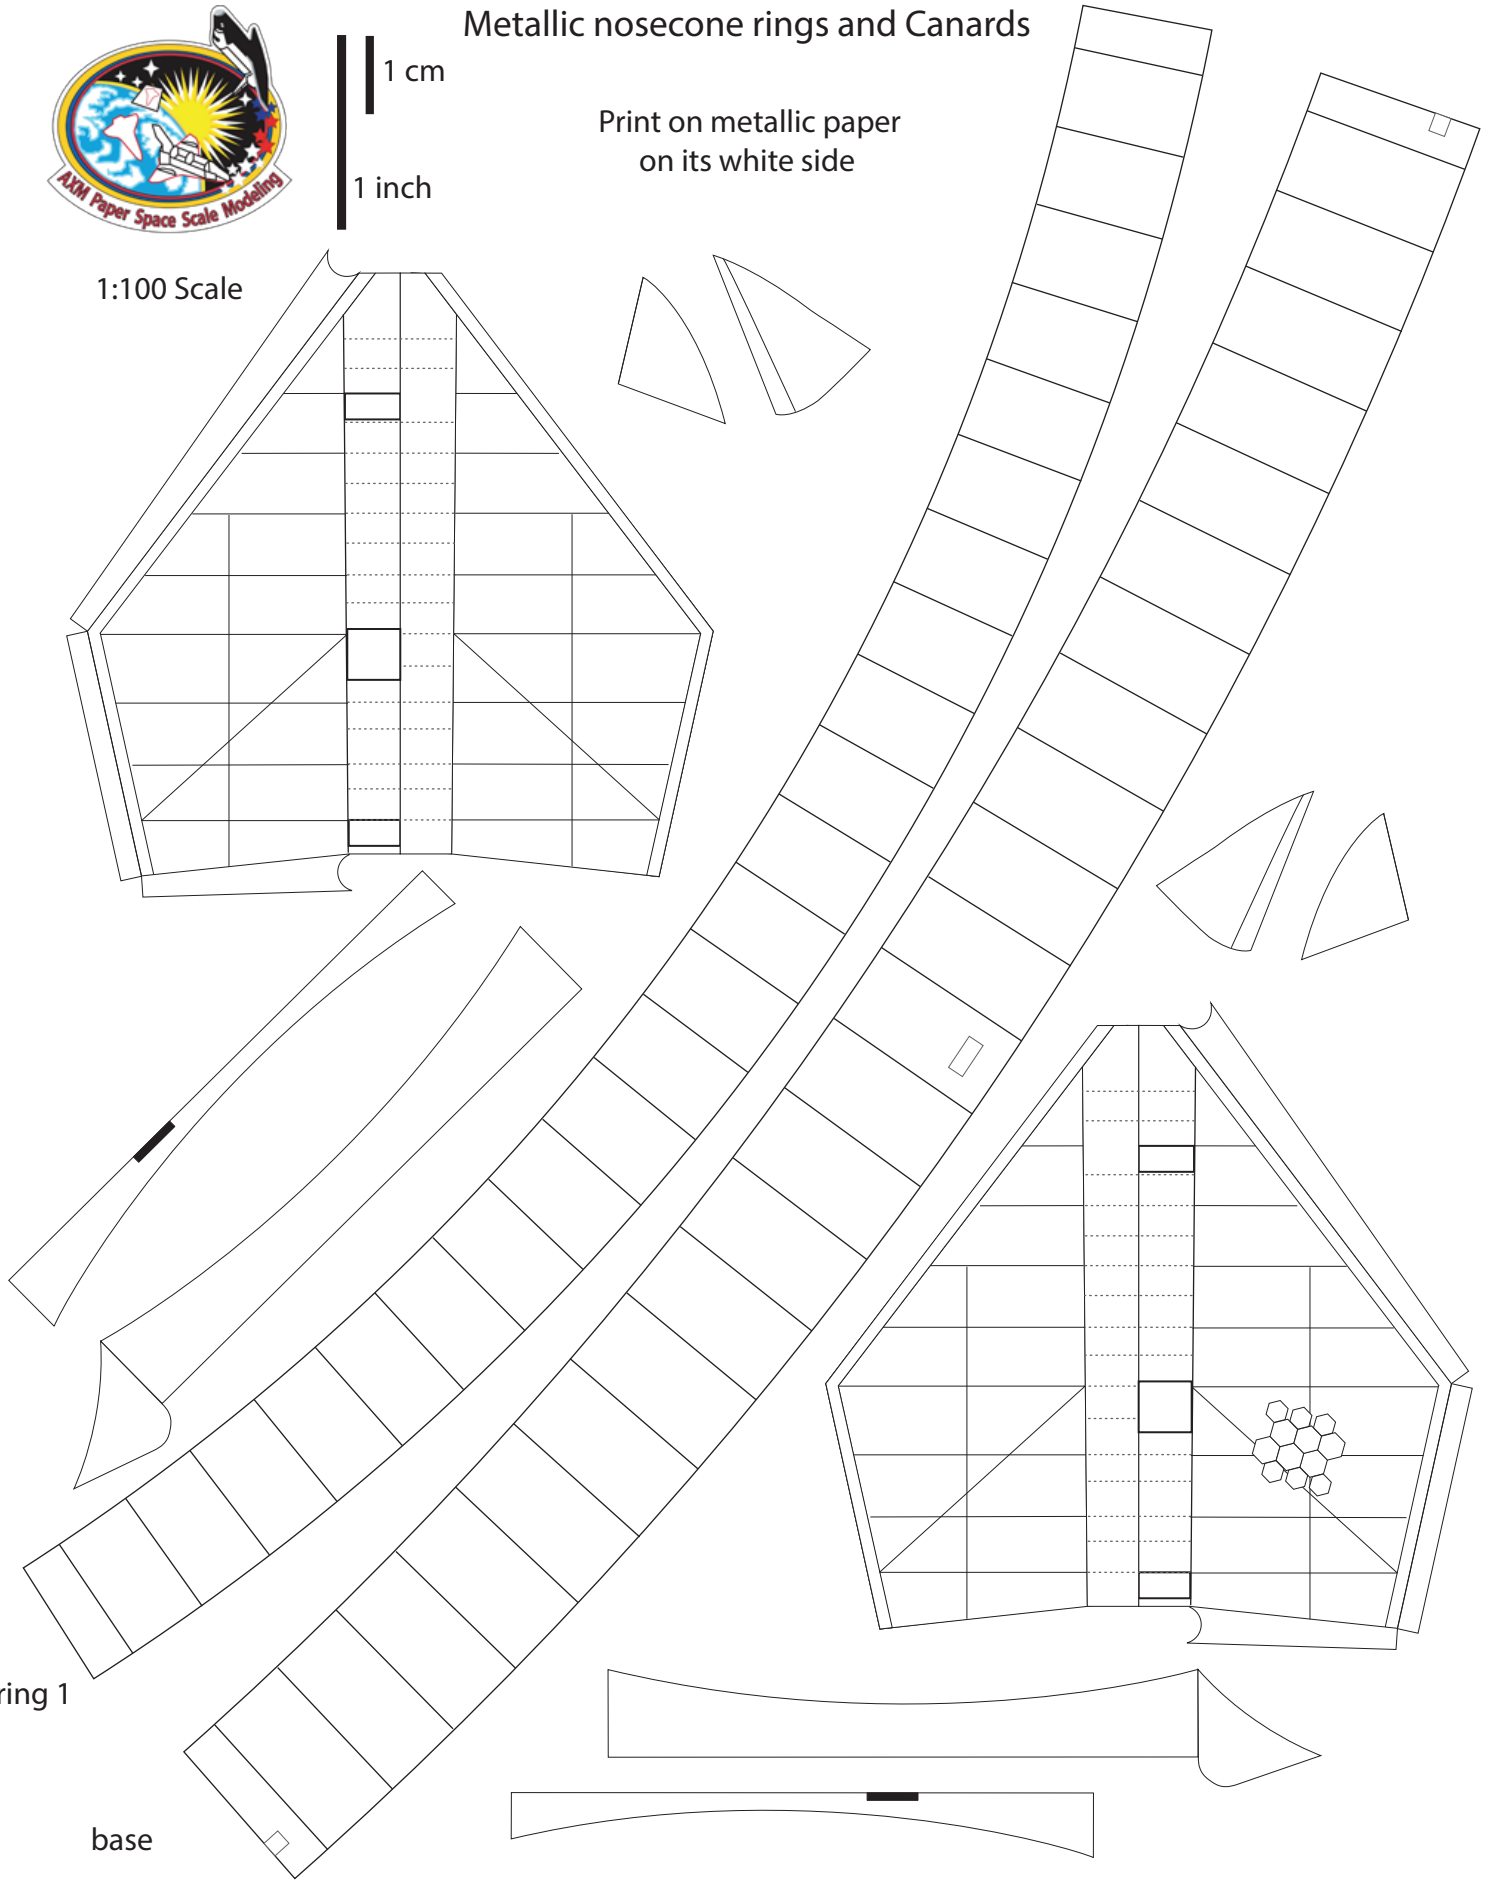 Metallic nosecone rings and Canards
1 cm
Print on metallic paper
on its white side
1 inch
AXM Paper Space Scale Modeling
1:100 Scale
ring 1
base